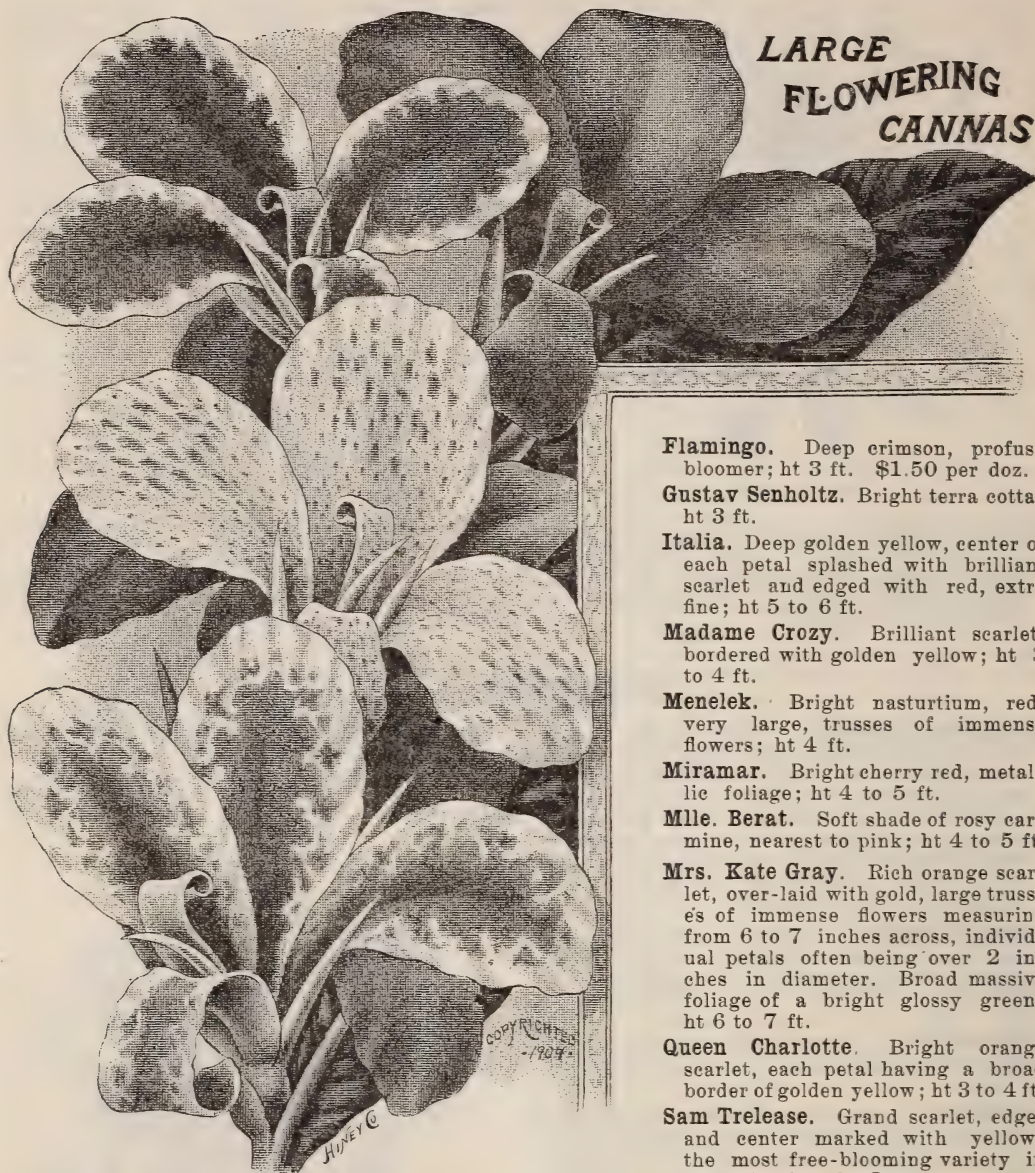 LARGE
FLOWERING
CANNAS
Flamingo. Deep crimson, profus
bloomer; ht 3 ft. $1.50 per doz.
Gustav Senholtz. Bright terra cotta
ht 3 ft.
Italia. Deep golden yellow, center o
each petal splashed with brillian
scarlet and edged with red, extr
fine; ht 5 to 6 ft.
Madame Crozy. Brilliant scarlet
bordered with golden yellow; ht
to 4 ft.
Menelek. Bright nasturtium, red
very large, trusses of immens
flowers; ht 4 ft.
Miramar. Bright cherry red, metal
lic foliage; ht 4 to 5 ft.
Mlle. Berat. Soft shade of rosy car
mine, nearest to pink; ht 4 to 5 ft
Mrs. Kate Gray. Rich orange scar
let, over-laid with gold, large truss
es of immense flowers measurin
from 6 to 7 inches across, individ
ual petals often being over 2 in
ches in diameter. Broad massiv
foliage of a bright glossy green
ht 6 to 7 ft.
Queen Charlotte. Bright orang
scarlet, each petal having a broa
border of golden yellow; ht 3 to 4 ft
Sam Trelease. Grand scarlet, edge
and center marked with yellow
the most free-blooming variety i
COPYRIGHTED
-1904-
HINEY Co